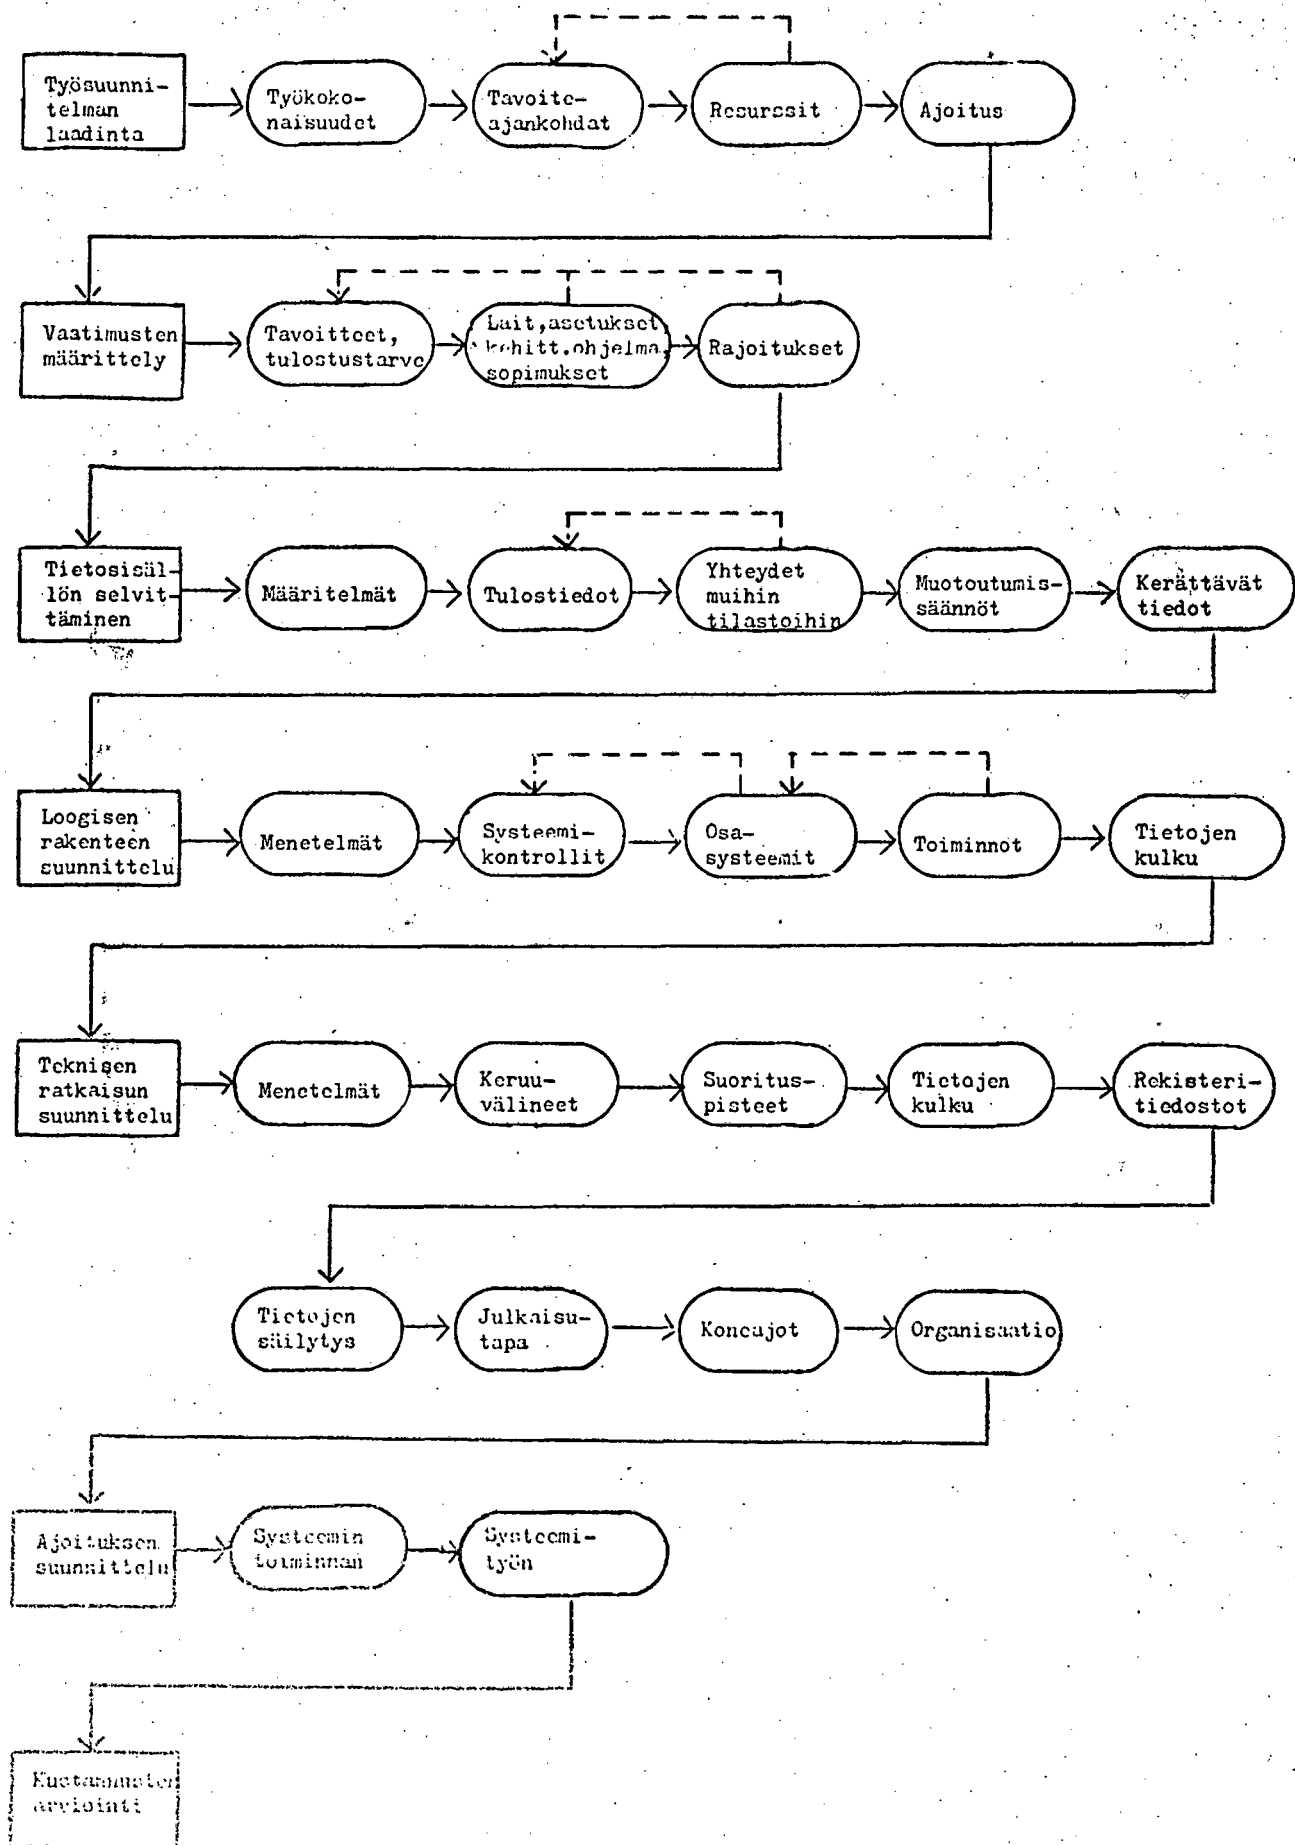 Työsuunni-
telman
laadinta
Työkoko-
naisuudet
Tavoite-
ajankohdat
Resurssit
Ajoitus
Vaatimusten
määrittely
Tavoitteet,
tulostustarve
Lait,asetukset,
kehitt.ohjelma,
sopimukset
Rajoitukset
Tietosisäl-
lön selvit-
täminen
Määritelmät
Tulostiedot
Yhteydet
muihin
tilastoihin
Muotoutumis-
säännöt
Kerättävät
tiedot
Loogisen
rakenteen
suunnittelu
Menetelmät
Systeemi-
kontrollit
Osa-
systeemit
Toiminnot
Tietojen
kulku
Teknisen
ratkaisun
suunnittelu
Menetelmät
Keruu-
välineet
Suoritus-
pisteet
Tietojen
kulku
Rekisteri-
tiedostot
Tietojen
säilytys
Julkaisu-
tapa
Koneajot
Organisaatio
Ajoituksen
suunnittelu
Systeemin
toiminnan
Systeemi-
työn
Kustannusten
arviointi